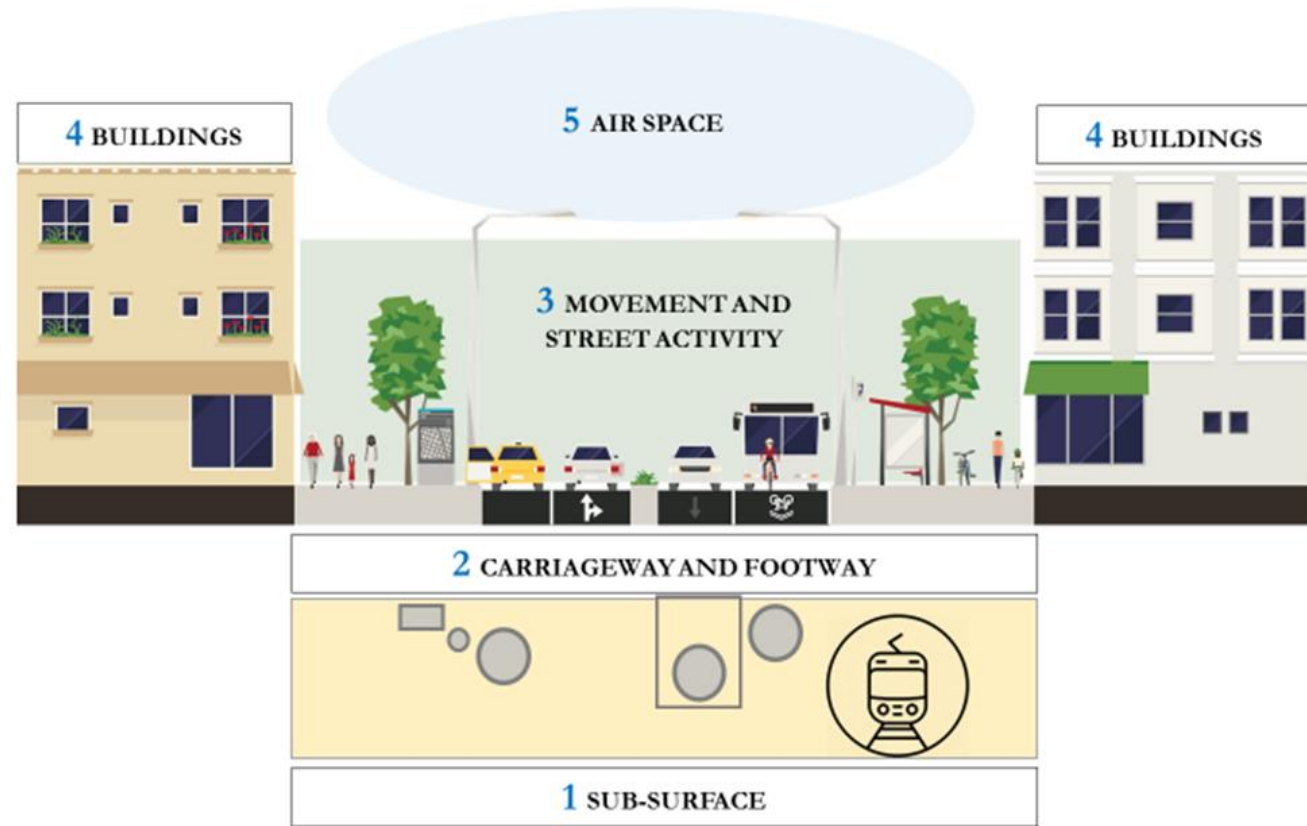 5 AIR SPACE
4 BUILDINGS
4 BUILDINGS
3 MOVEMENT AND
STREET ACTIVITY
2 CARRIAGEWAY AND FOOTWAY
1 SUB-SURFACE